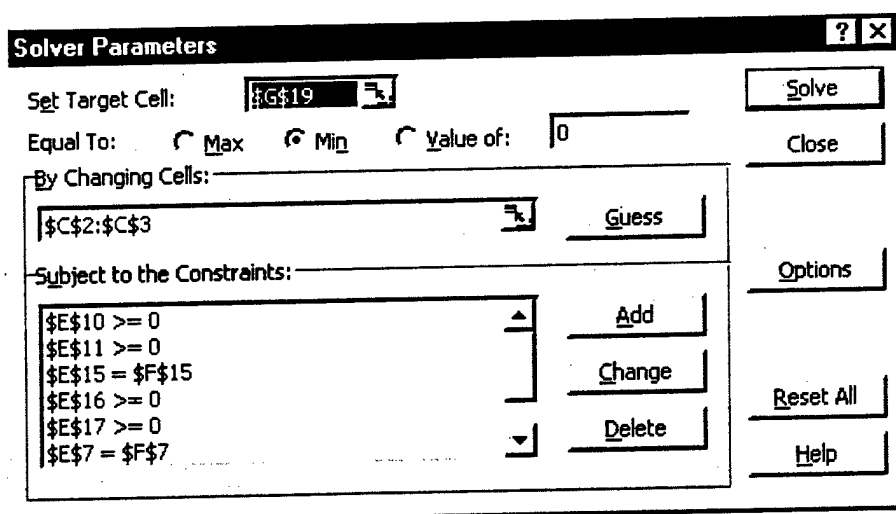 Solver Parameters ? X
Set Target Cell: $G$19 Solve
Equal To: Max Min Value of: 0 Close
By Changing Cells:
$C$2:$C$3 Guess
Subject to the Constraints: Options
$E$10 >= 0 Add
$E$11 >= 0
$E$15 = $F$15 Change
$E$16 >= 0 Reset All
$E$17 >= 0 Delete
$E$7 = $F$7 Help